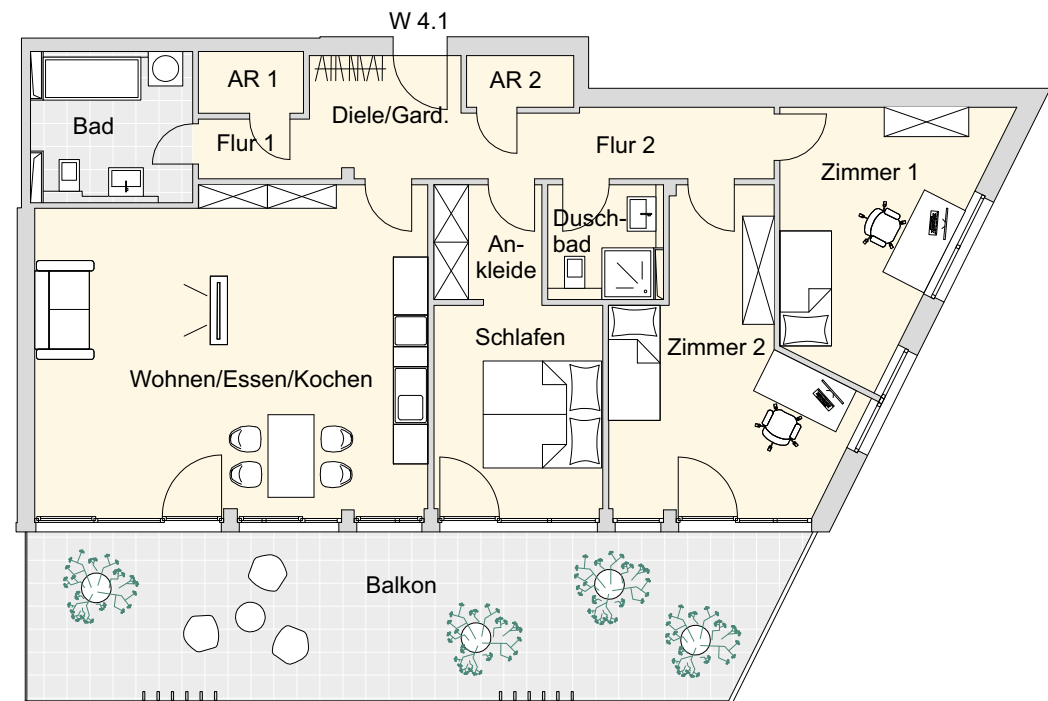 W 4.1
AR 1
AR 2
Diele/Gard.
Bad
Flur 1
Flur 2
Zimmer 1
Dusch-
bad
An-
kleide
Schlafen
Zimmer 2
Wohnen/Essen/Kochen
Balkon